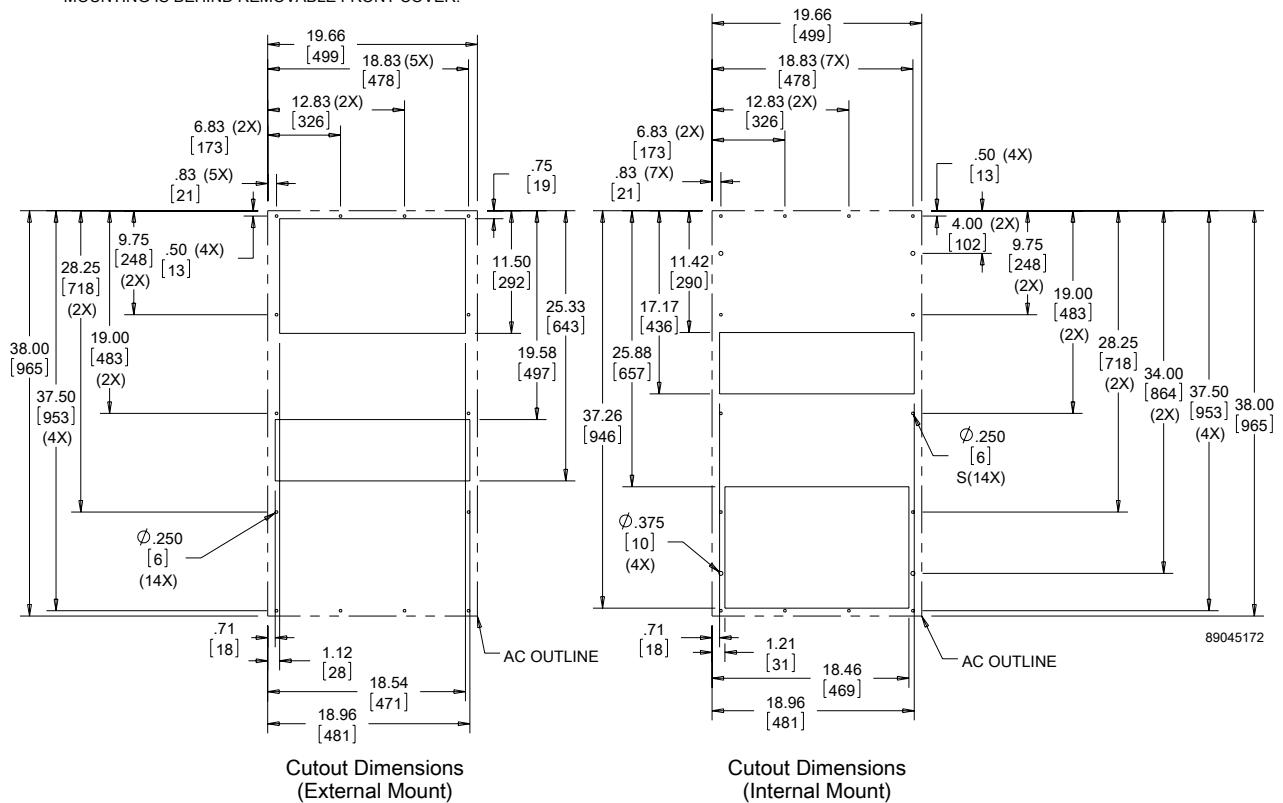 MOUNTING IS BEHIND REMOVABLE FRONT COVER.
19.66
[499]
18.83 (5X)
[478]
12.83 (2X)
[326]
6.83 (2X)
[173]
.83 (5X)
[21]
.75
[19]
9.75
[248]
(2X)
.50 (4X)
[13]
28.25
[718]
(2X)
11.50
[292]
25.33
[643]
19.00
[483]
(2X)
19.58
[497]
38.00
[965]
37.50
[953]
(4X)
Ø.250
[6]
(14X)
.71
[18]
1.12
[28]
AC OUTLINE
18.54
[471]
18.96
[481]
Cutout Dimensions
(External Mount)
19.66
[499]
18.83 (7X)
[478]
12.83 (2X)
[326]
6.83 (2X)
[173]
.83 (7X)
[21]
.50 (4X)
[13]
4.00 (2X)
[102]
9.75
[248]
(2X)
11.42
[290]
17.17
[436]
19.00
[483]
(2X)
25.88
[657]
28.25
[718]
(2X)
34.00
[864]
(2X)
37.50
[953]
(4X)
38.00
[965]
37.26
[946]
Ø.250
[6]
S(14X)
Ø.375
[10]
(4X)
89045172
.71
[18]
1.21
[31]
AC OUTLINE
18.46
[469]
18.96
[481]
Cutout Dimensions
(Internal Mount)